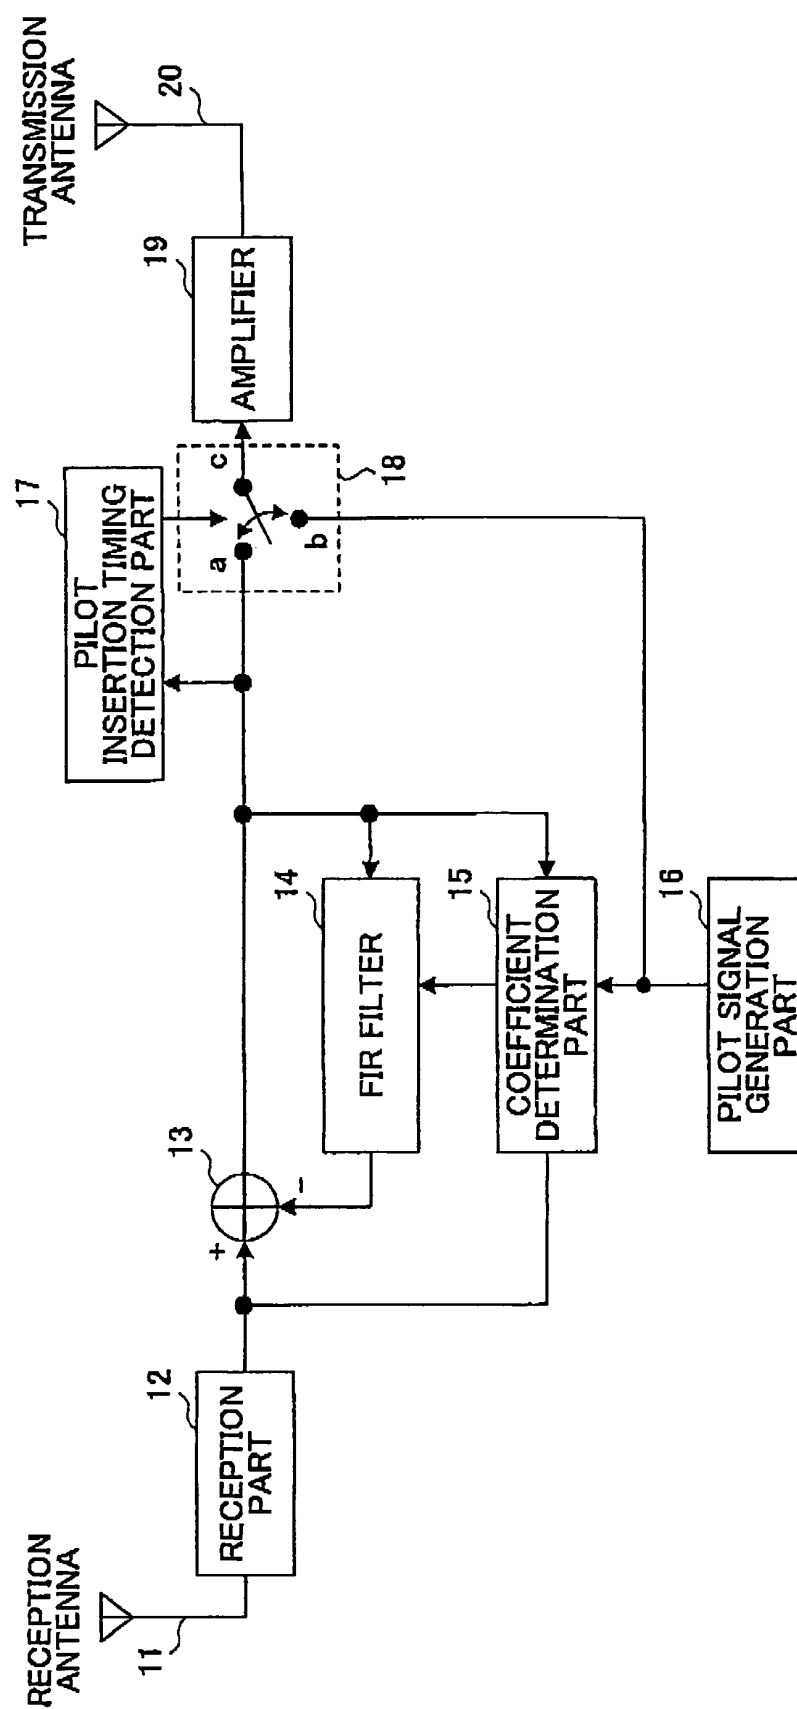 RECEPTION
ANTENNA
11
12
RECEPTION
PART
+
13
-
14
FIR FILTER
15
COEFFICIENT
DETERMINATION
PART
16
PILOT SIGNAL
GENERATION
PART
17
PILOT
INSERTION TIMING
DETECTION PART
a
b
c
18
19
AMPLIFIER
TRANSMISSION
ANTENNA
20